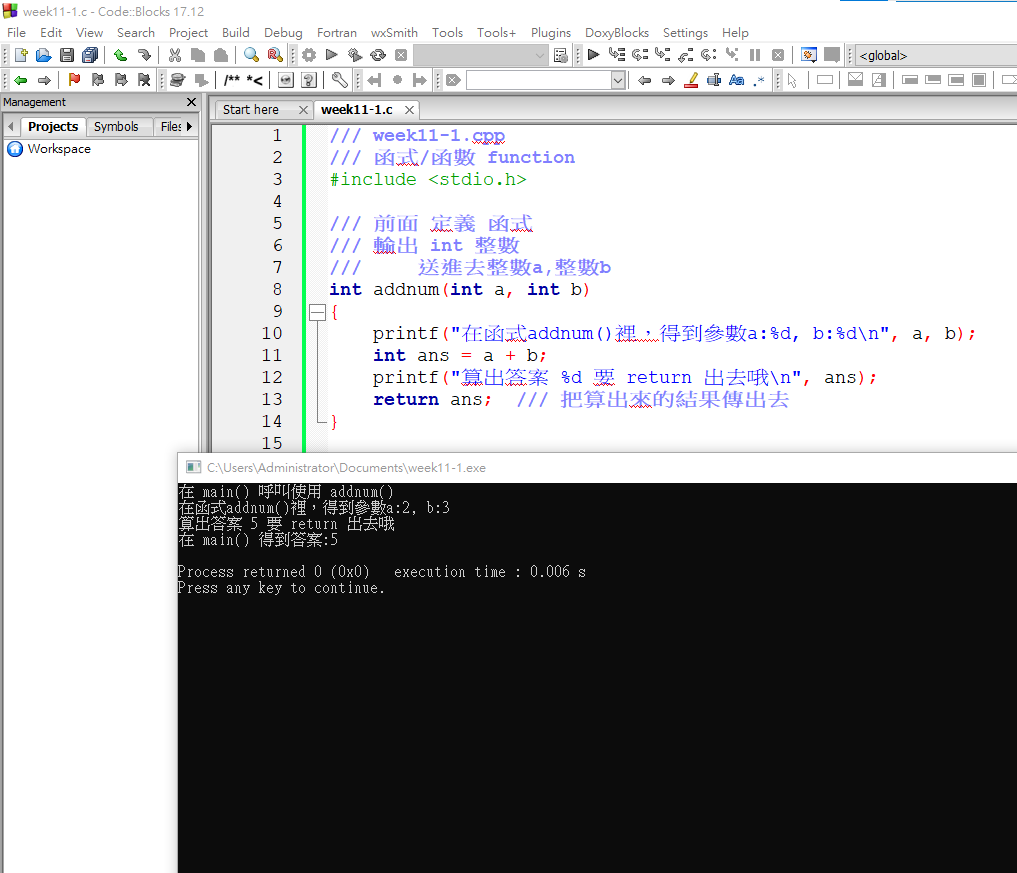 week11-1.c - Code::Blocks 17.12
File Edit View Search Project Build Debug Fortran wxSmith Tools Tools+ Plugins DoxyBlocks Settings Help
<global>
/** *<
Management
Start here week11-1.c
Projects Symbols Files
Workspace
1 /// week11-1.cpp
2 /// 函式/函數 function
3 #include <stdio.h>
4
5 /// 前面 定義 函式
6 /// 輸出 int 整數
7 /// 送進去整數a,整數b
8 int addnum(int a, int b)
9 {
10 printf("在函式addnum()裡，得到參數a:%d, b:%d\n", a, b);
11 int ans = a + b;
12 printf("算出答案 %d 要 return 出去哦\n", ans);
13 return ans; /// 把算出來的結果傳出去
14 }
15
C:\Users\Administrator\Documents\week11-1.exe
在 main() 呼叫使用 addnum()
在函式addnum()裡，得到參數a:2, b:3
算出答案 5 要 return 出去哦
在 main() 得到答案:5
Process returned 0 (0x0) execution time : 0.006 s
Press any key to continue.